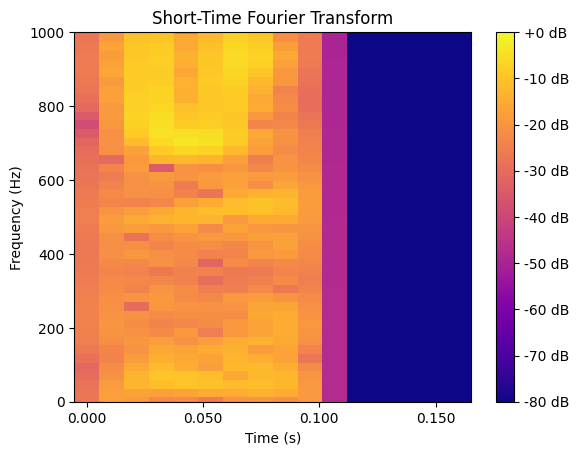 Short-Time Fourier Transform
Frequency (Hz)
1000
800
600
400
200
0
0.000
0.050
0.100
0.150
Time (s)
+0 dB
-10 dB
-20 dB
-30 dB
-40 dB
-50 dB
-60 dB
-70 dB
-80 dB